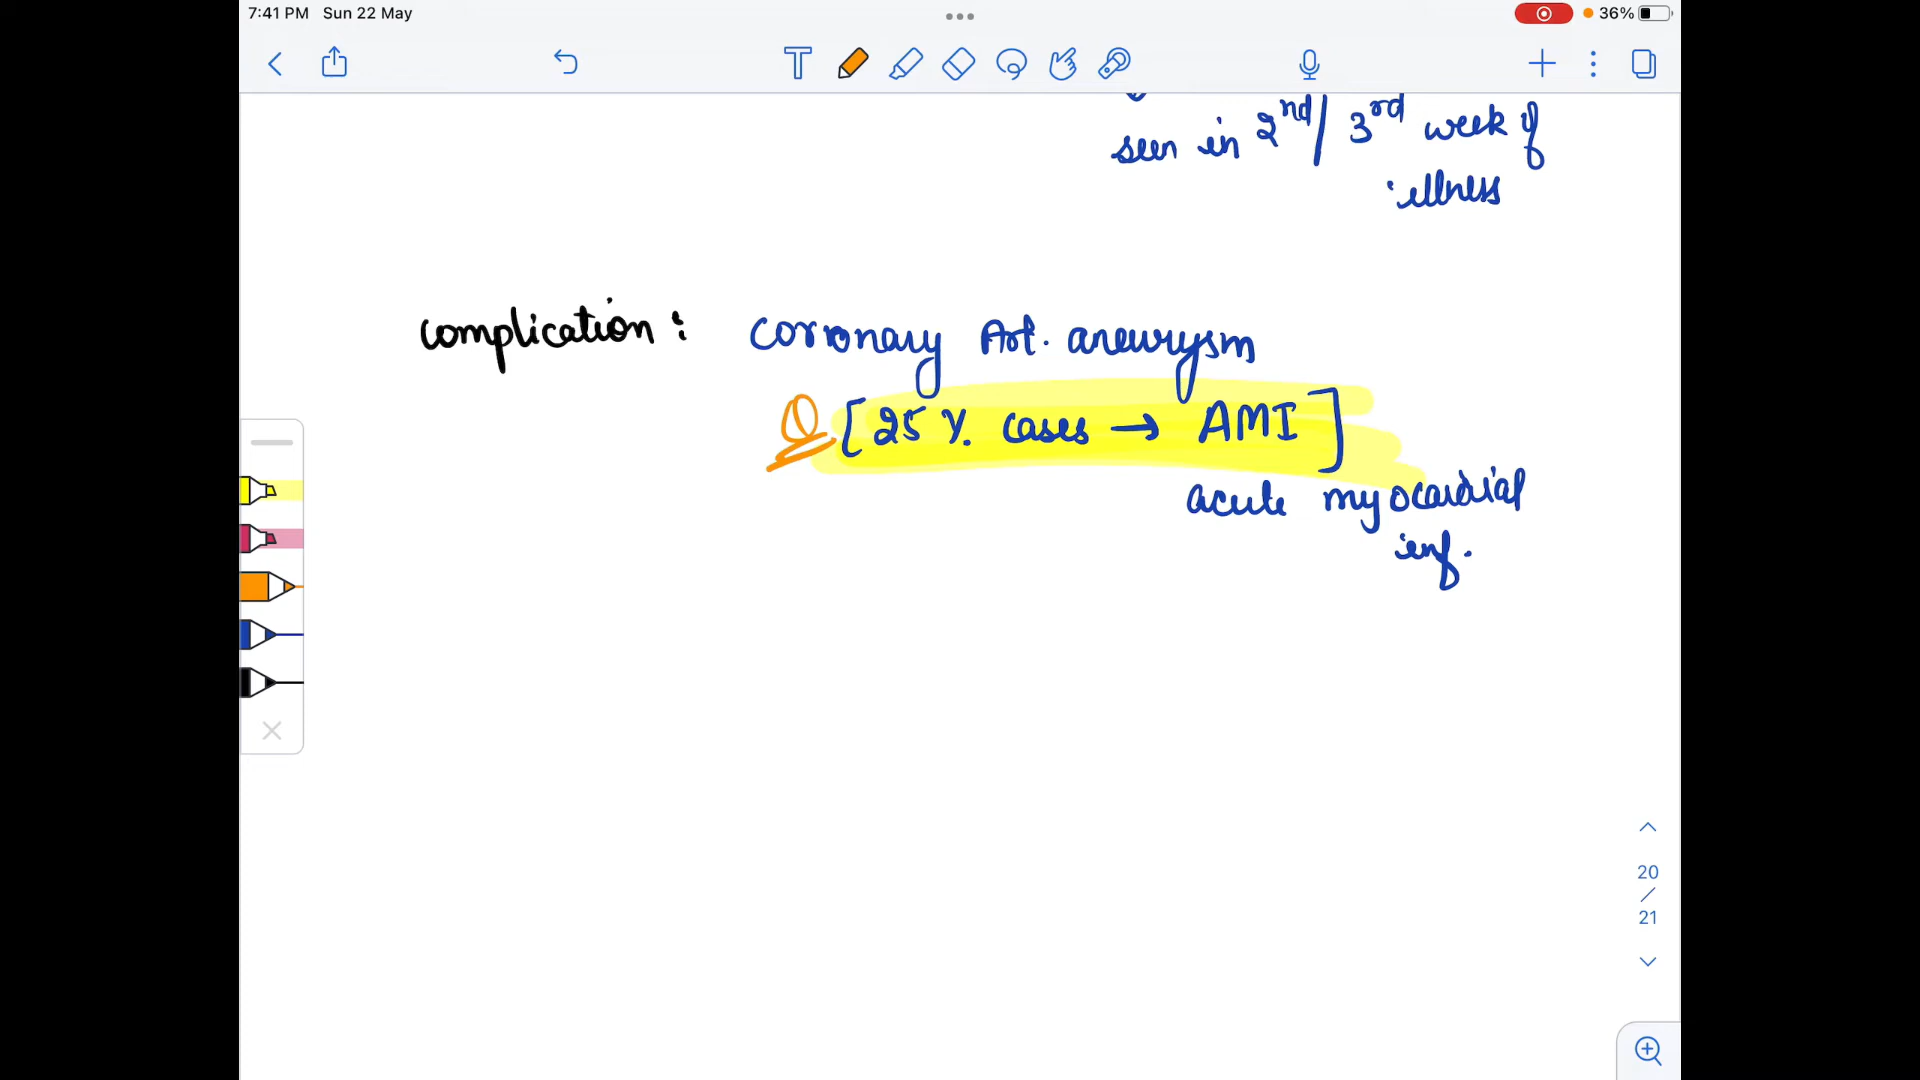 7:41 PM Sun 22 May
36%
T
seen in 2nd/ 3rd week of
illness
complication : Coronary Art. aneurysm
Q [25 % cases → AMI]
acute myocardial
inf.
20
/
21